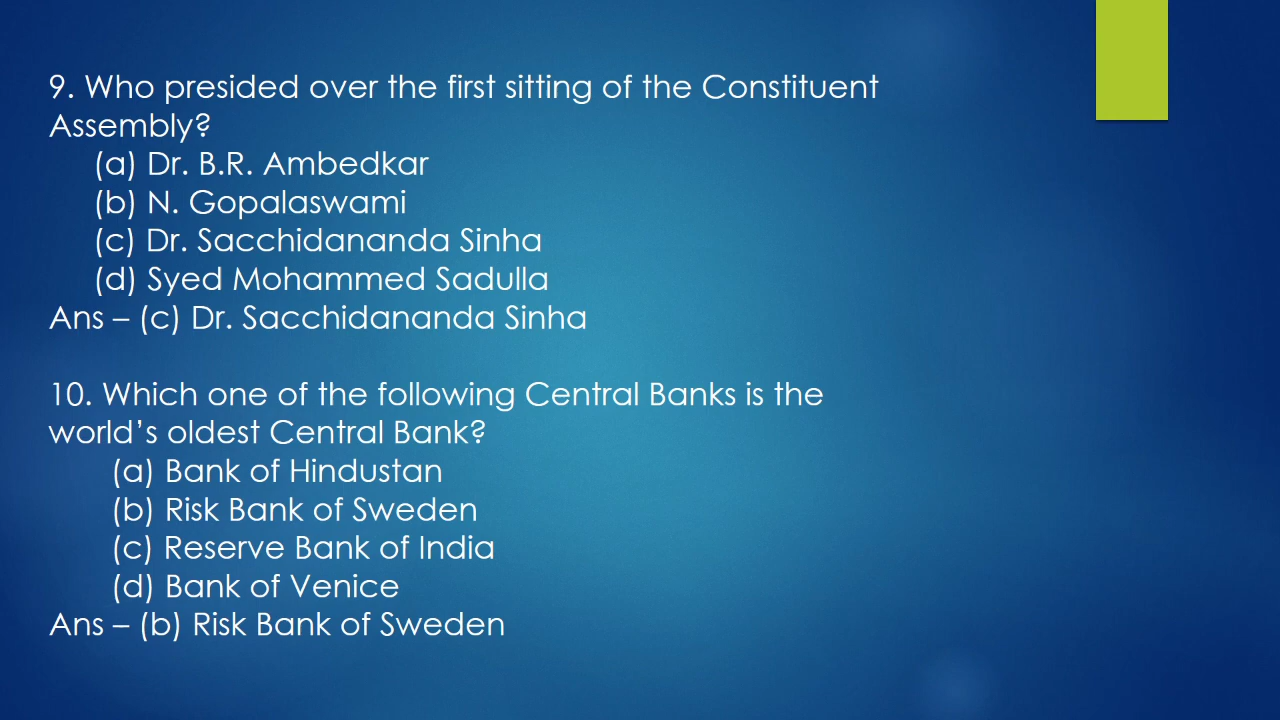 9. Who presided over the first sitting of the Constituent
Assembly?
(a) Dr. B.R. Ambedkar
(b) N. Gopalaswami
(c) Dr. Sacchidananda Sinha
(d) Syed Mohammed Sadulla
Ans – (c) Dr. Sacchidananda Sinha
10. Which one of the following Central Banks is the
world’s oldest Central Bank?
(a) Bank of Hindustan
(b) Risk Bank of Sweden
(c) Reserve Bank of India
(d) Bank of Venice
Ans – (b) Risk Bank of Sweden